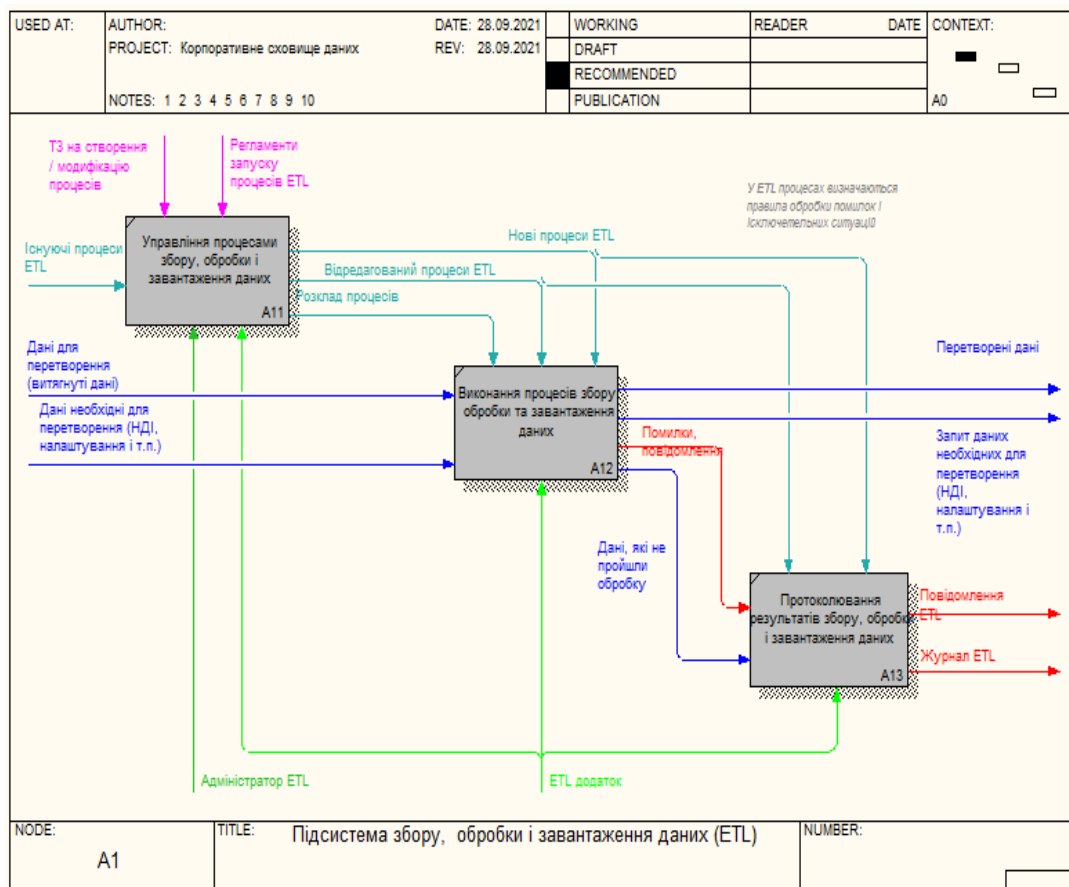 USED AT:
AUTHOR:
DATE: 28.09.2021
PROJECT: Корпоративне сховище даних
REV: 28.09.2021
NOTES: 1 2 3 4 5 6 7 8 9 10
WORKING
DRAFT
RECOMMENDED
PUBLICATION
READER
DATE
CONTEXT:
A0
ТЗ на створення
/ модифікацію
процесів
Регламенти
запуску
процесів ETL
У ETL процесах визначаються
правила обробки помилок і
ісключетельних ситуацій
Існуючі процеси
ETL
Управління процесами
збору, обробки і
завантаження даних
A11
Нові процеси ETL
Відредагований процеси ETL
Розклад процесів
Дані для
перетворення
(витягнуті дані)
Дані необхідні для
перетворення (НДІ,
налаштування і т.п.)
Виконання процесів збору
обробки та завантаження
даних
A12
Перетворені дані
Помилки,
повідомлення
Запит даних
необхідних для
перетворення
(НДІ,
налаштування і
т.п.)
Дані, які не
пройшли
обробку
Протоколювання
результатів збору, обробки
і завантаження даних
A13
Повідомлення
ETL
Журнал ETL
Адміністратор ETL
ETL додаток
NODE:
A1
TITLE:
Підсистема збору, обробки і завантаження даних (ETL)
NUMBER: